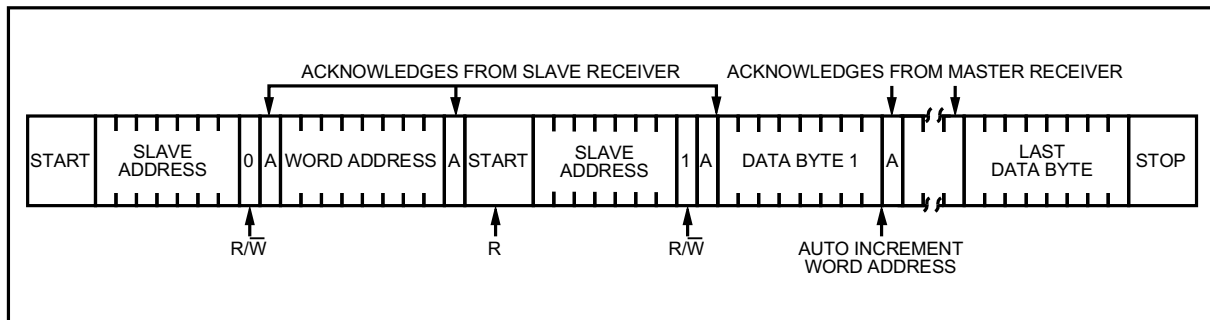 ACKNOWLEDGES FROM SLAVE RECEIVER
ACKNOWLEDGES FROM MASTER RECEIVER
START
SLAVE
ADDRESS
0
A
WORD ADDRESS
A
START
SLAVE
ADDRESS
1
A
DATA BYTE 1
A
LAST
DATA BYTE
STOP
R/W̅
R
R/W̅
AUTO INCREMENT
WORD ADDRESS